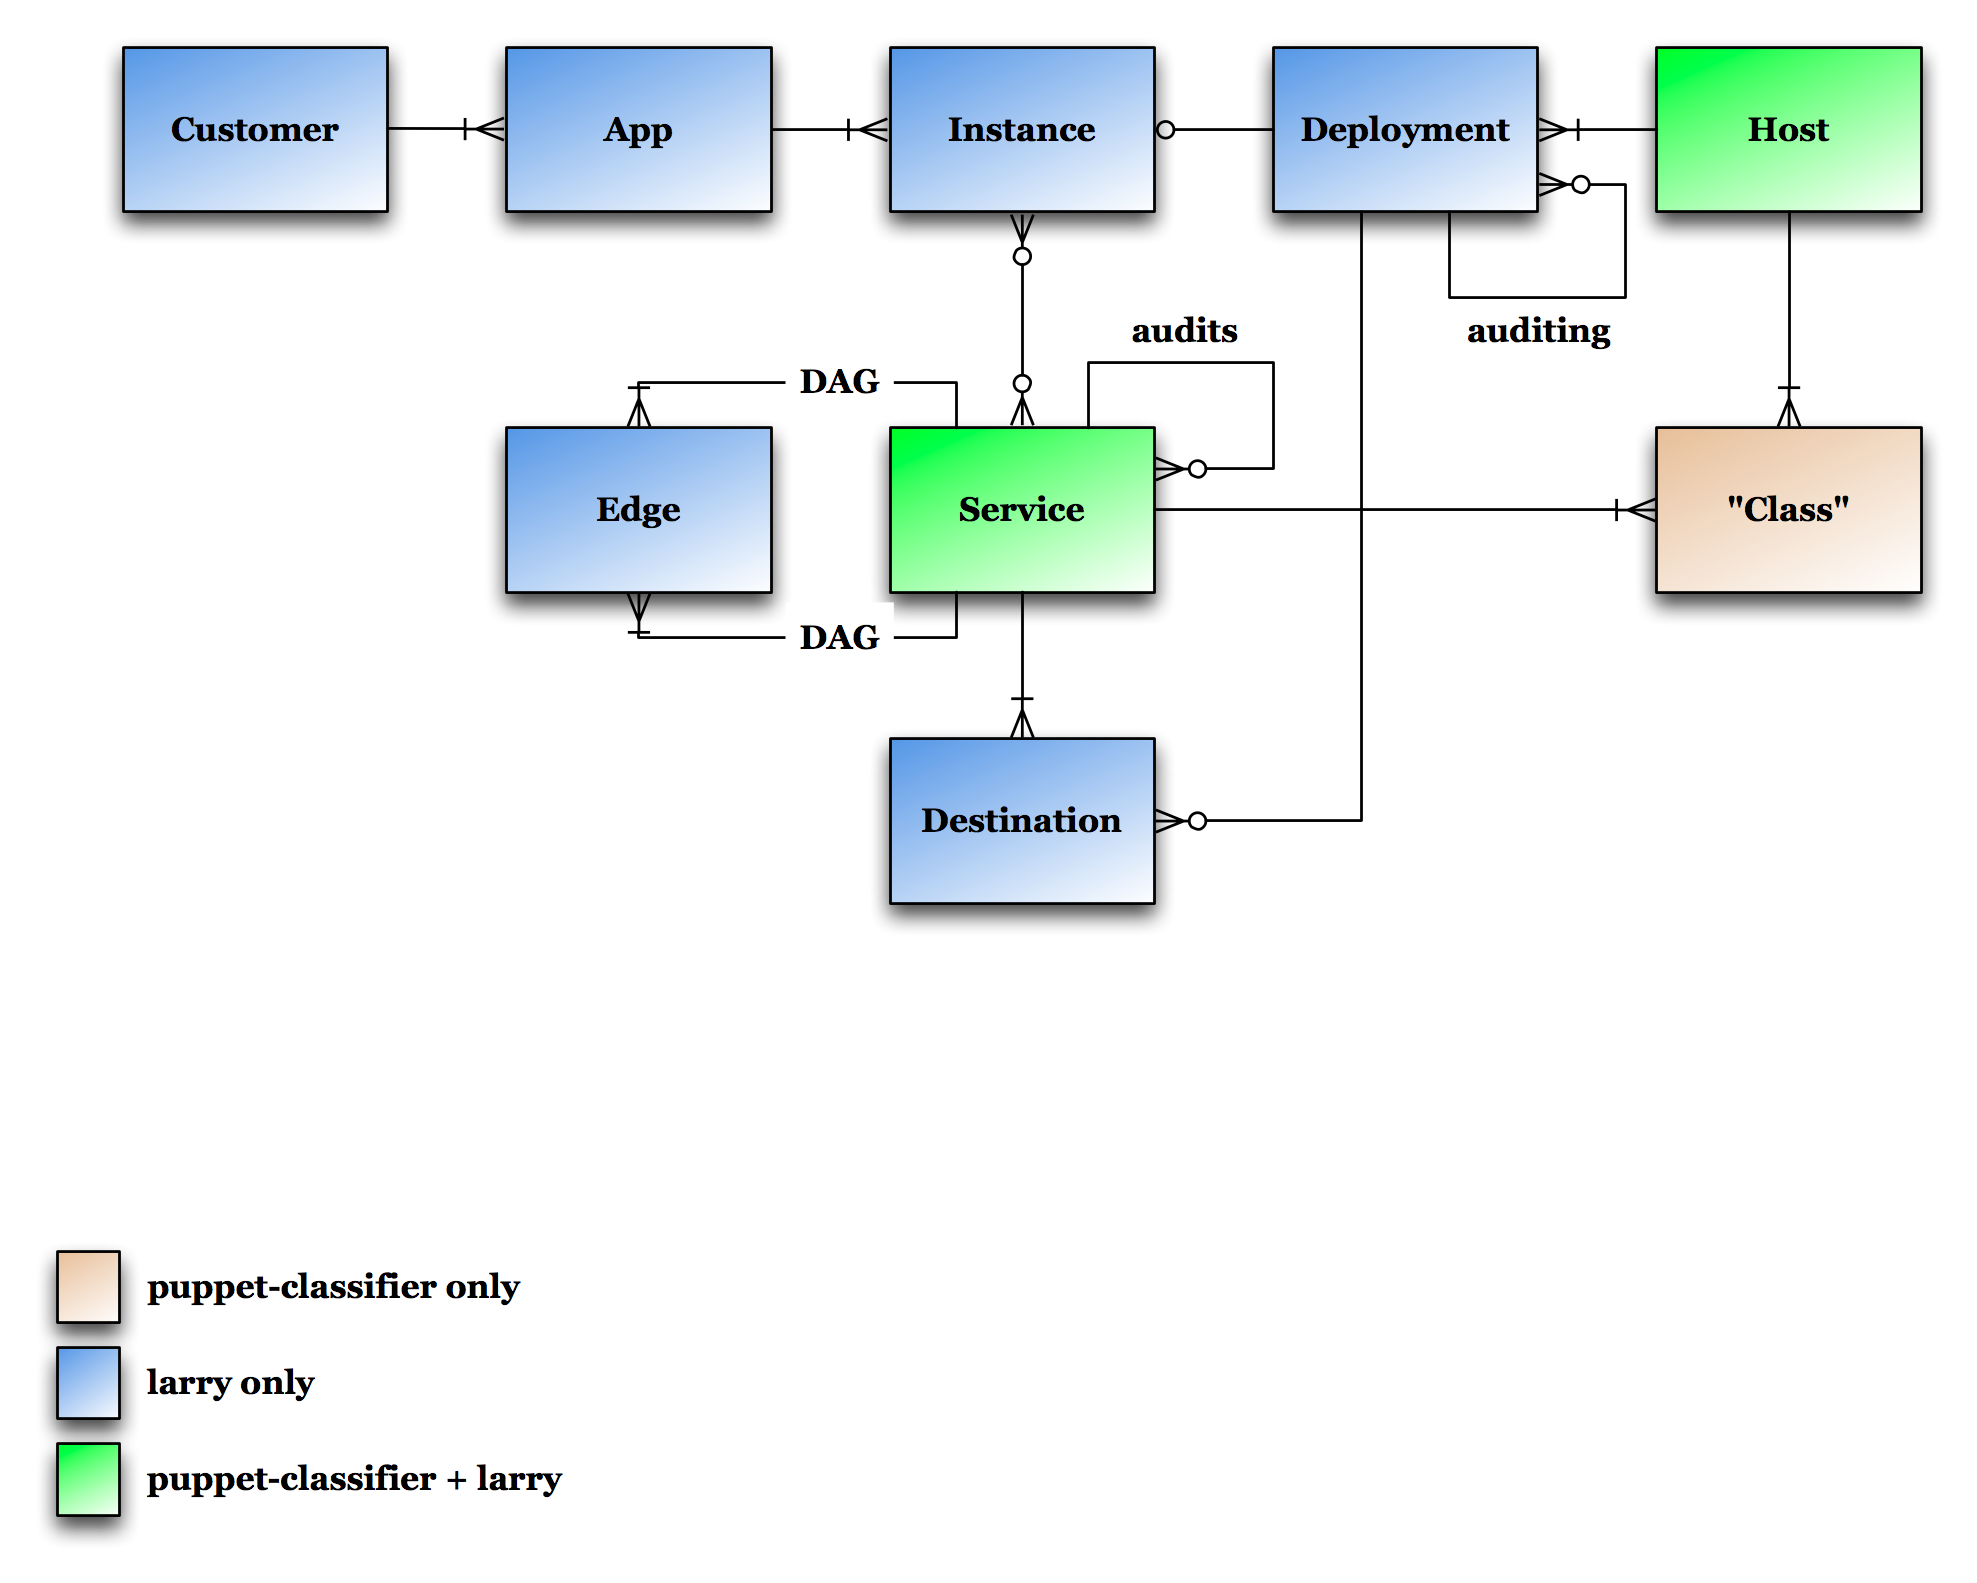 Customer
App
Instance
Deployment
Host
audits
auditing
DAG
Edge
Service
"Class"
DAG
Destination
puppet-classifier only
larry only
puppet-classifier + larry